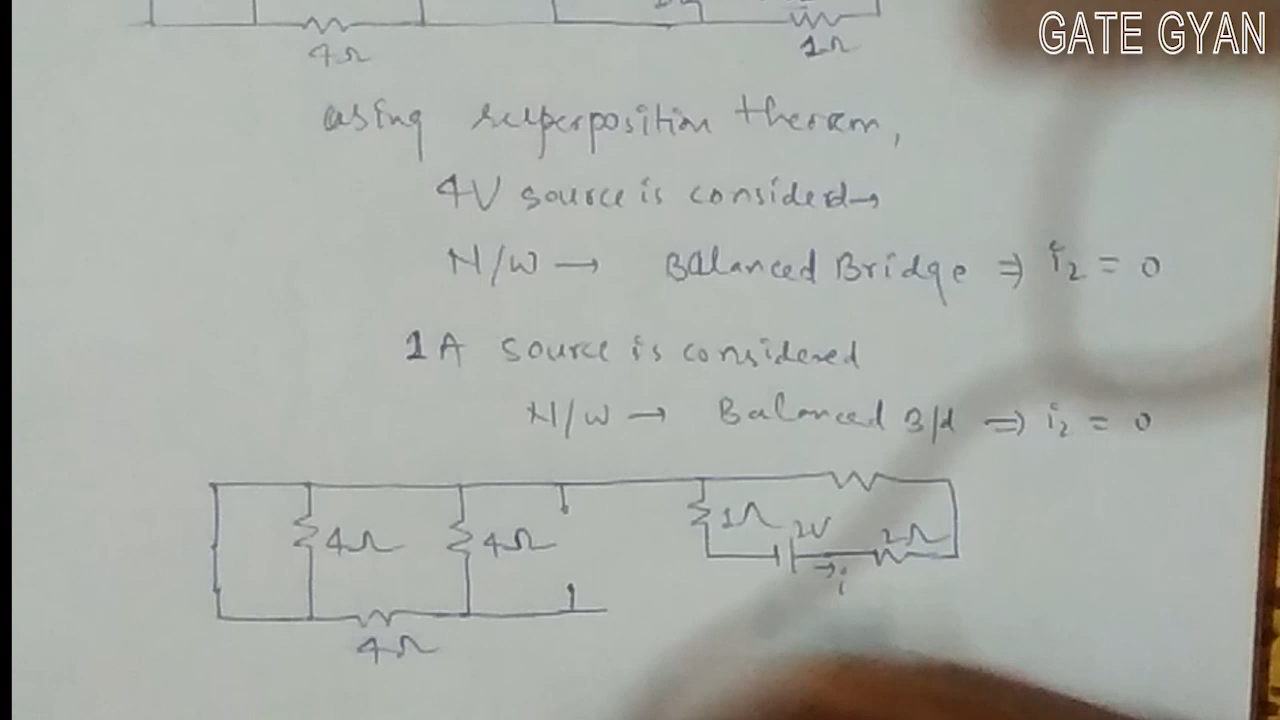 GATE GYAN
4Ω
1Ω
using superposition theorem,
4V source is considerd→
N/W → Balanced Bridge ⇒ i₂ = 0
1A source is considered
N/W → Balanced B/d ⇒ i₂ = 0
4Ω 4Ω 1Ω 2V 2Ω
→ i
4Ω